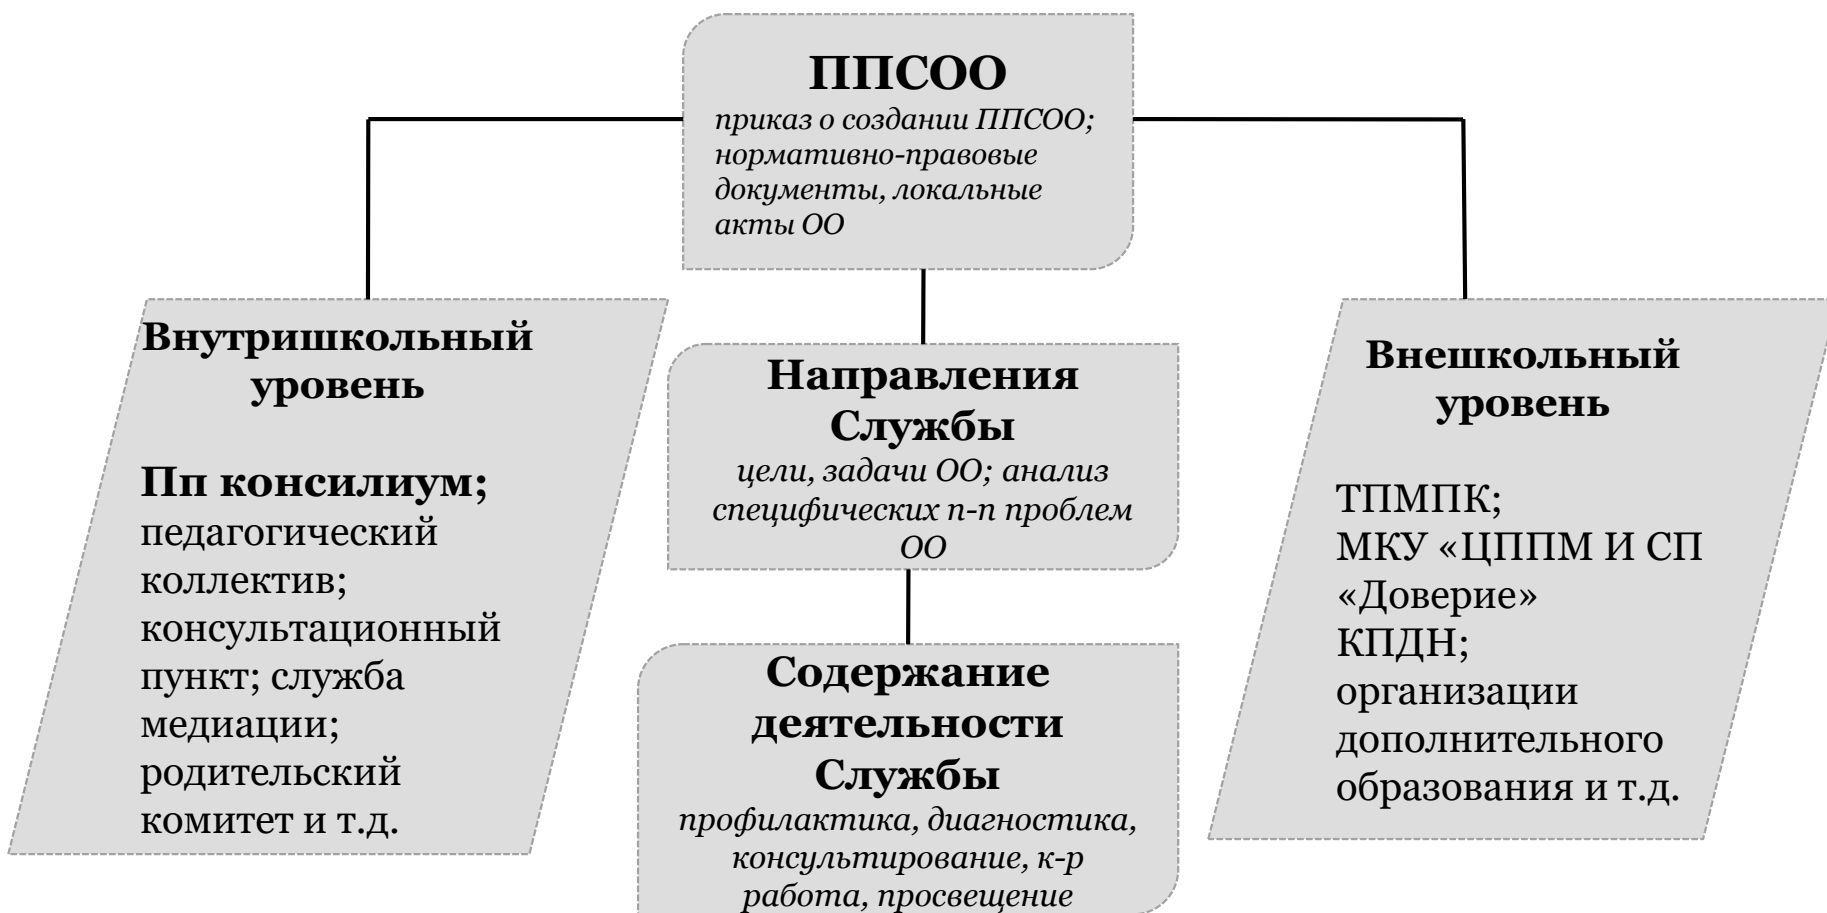 ППСОО
приказ о создании ППСОО;
нормативно-правовые
документы, локальные
акты ОО
Внутришкольный
уровень
Пп консилиум;
педагогический
коллектив;
консультационный
пункт; служба
медиации;
родительский
комитет и т.д.
Направления
Службы
цели, задачи ОО; анализ
специфических п-п проблем
ОО
Содержание
деятельности
Службы
профилактика, диагностика,
консультирование, к-р
работа, просвещение
Внешкольный
уровень
ТПМПК;
МКУ «ЦППМ И СП
«Доверие»
КПДН;
организации
дополнительного
образования и т.д.